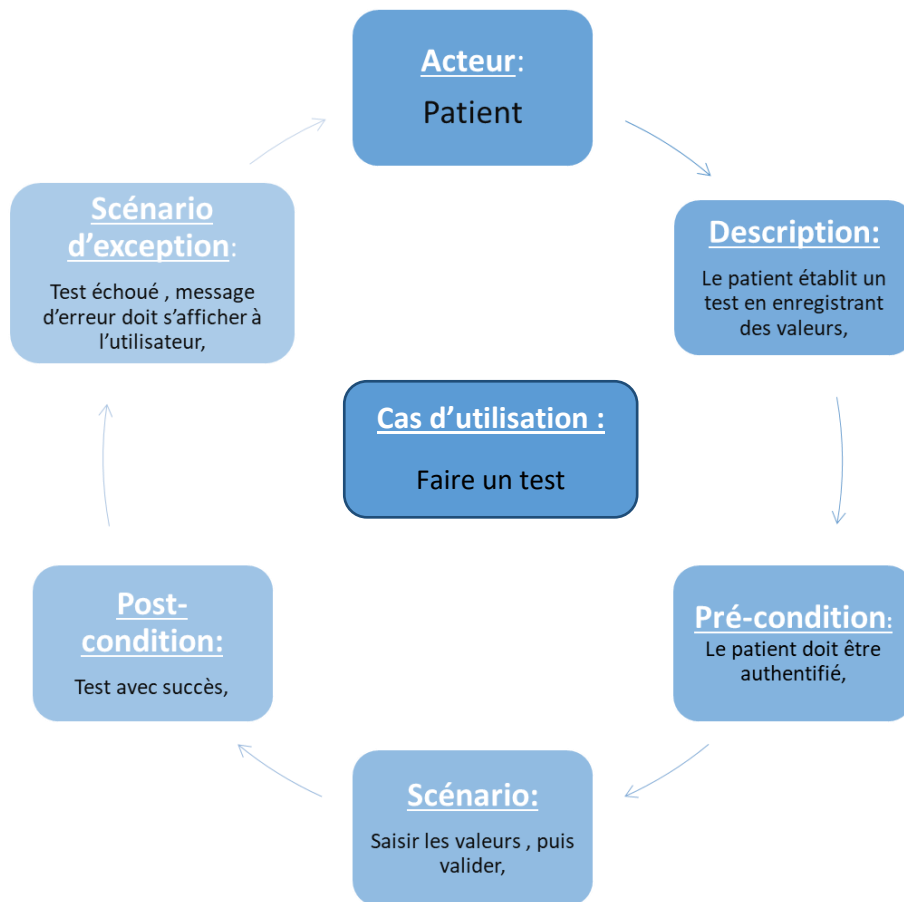 Acteur:
Patient
Description:
Le patient établit un
test en enregistrant
des valeurs,
Pré-condition:
Le patient doit être
authentifié,
Scénario:
Saisir les valeurs , puis
valider,
Post-
condition:
Test avec succès,
Scénario
d’exception:
Test échoué , message
d’erreur doit s’afficher à
l’utilisateur,
Cas d’utilisation :
Faire un test